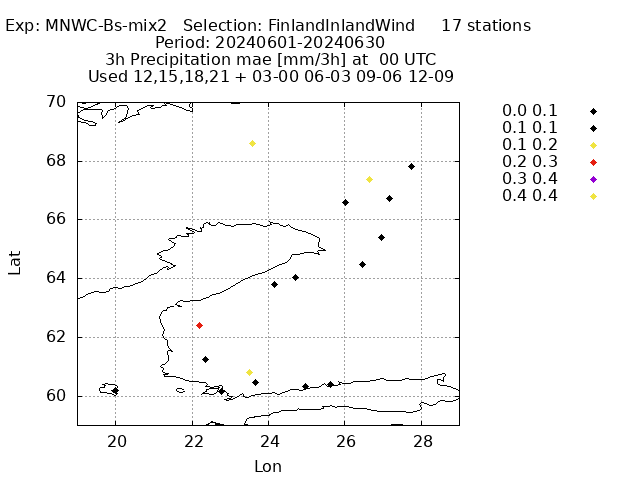 Exp: MNWC-Bs-mix2 Selection: FinlandInlandWind 17 stations
Period: 20240601-20240630
3h Precipitation mae [mm/3h] at 00 UTC
Used 12,15,18,21 + 03-00 06-03 09-06 12-09
70
68
66
64
62
60
Lat
20 22 24 26 28
Lon
0.0 0.1
0.1 0.1
0.1 0.2
0.2 0.3
0.3 0.4
0.4 0.4